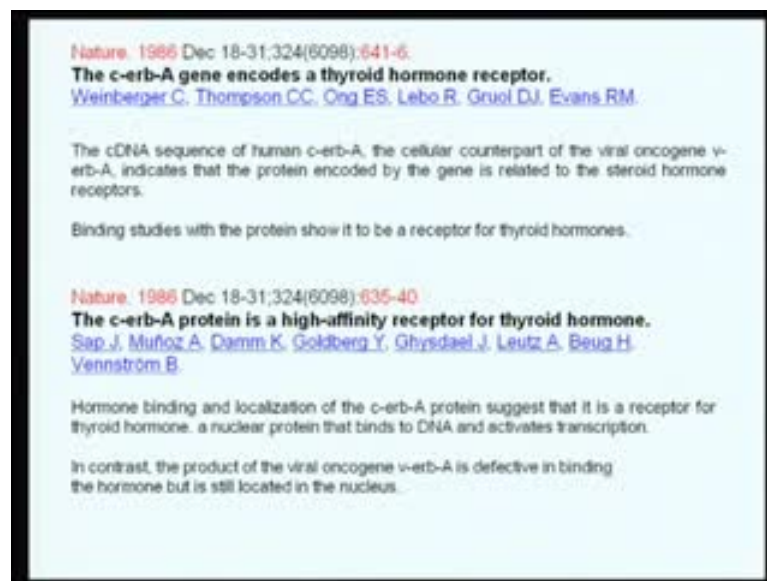 Nature. 1986 Dec 18-31;324(6098):641-6.
The c-erb-A gene encodes a thyroid hormone receptor.
Weinberger C, Thompson CC, Ong ES, Lebo R, Gruol DJ, Evans RM.
The cDNA sequence of human c-erb-A, the cellular counterpart of the viral oncogene v-
erb-A, indicates that the protein encoded by the gene is related to the steroid hormone
receptors.
Binding studies with the protein show it to be a receptor for thyroid hormones.
Nature. 1986 Dec 18-31;324(6098):635-40
The c-erb-A protein is a high-affinity receptor for thyroid hormone.
Sap J, Muñoz A, Damm K, Goldberg Y, Ghysdael J, Leutz A, Beug H,
Vennström B.
Hormone binding and localization of the c-erb-A protein suggest that it is a receptor for
thyroid hormone, a nuclear protein that binds to DNA and activates transcription.
In contrast, the product of the viral oncogene v-erb-A is defective in binding
the hormone but is still located in the nucleus.